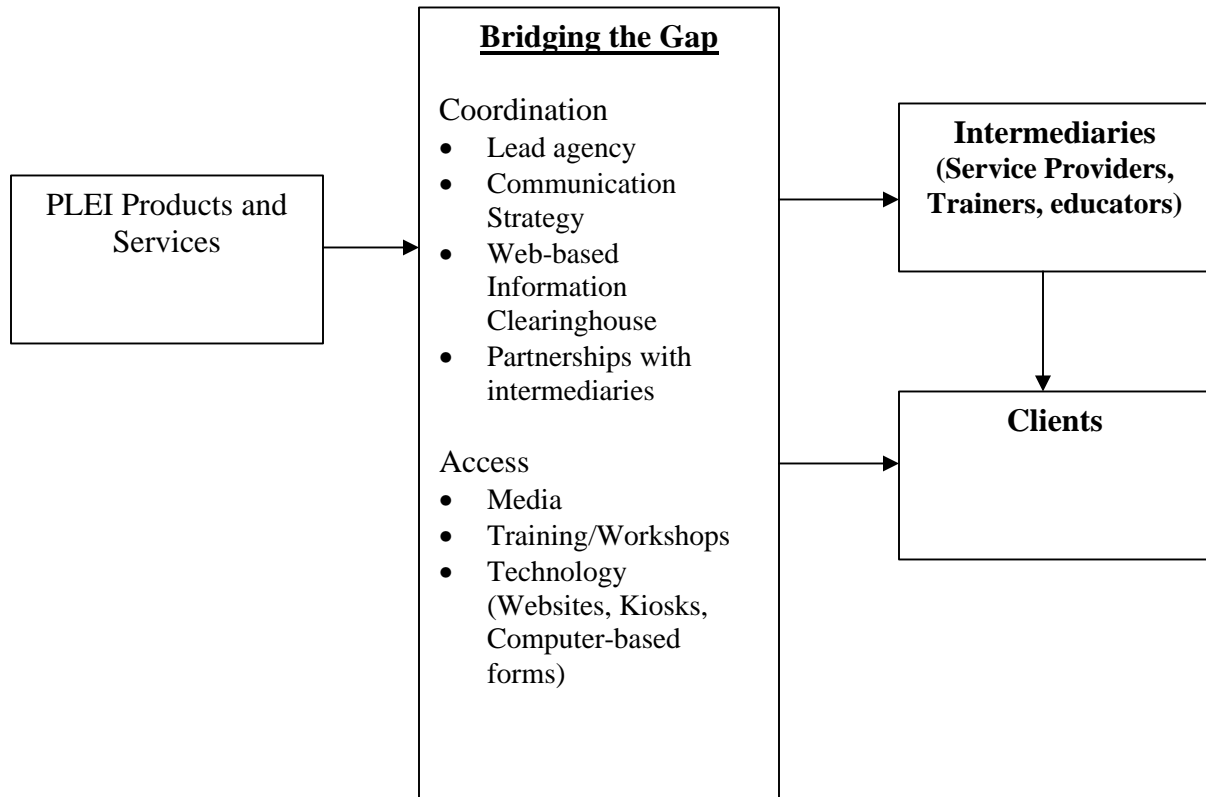 PLEI Products and
Services
Bridging the Gap
Coordination
• Lead agency
• Communication
Strategy
• Web-based
Information
Clearinghouse
• Partnerships with
intermediaries
Access
• Media
• Training/Workshops
• Technology
(Websites, Kiosks,
Computer-based
forms)
Intermediaries
(Service Providers,
Trainers, educators)
Clients